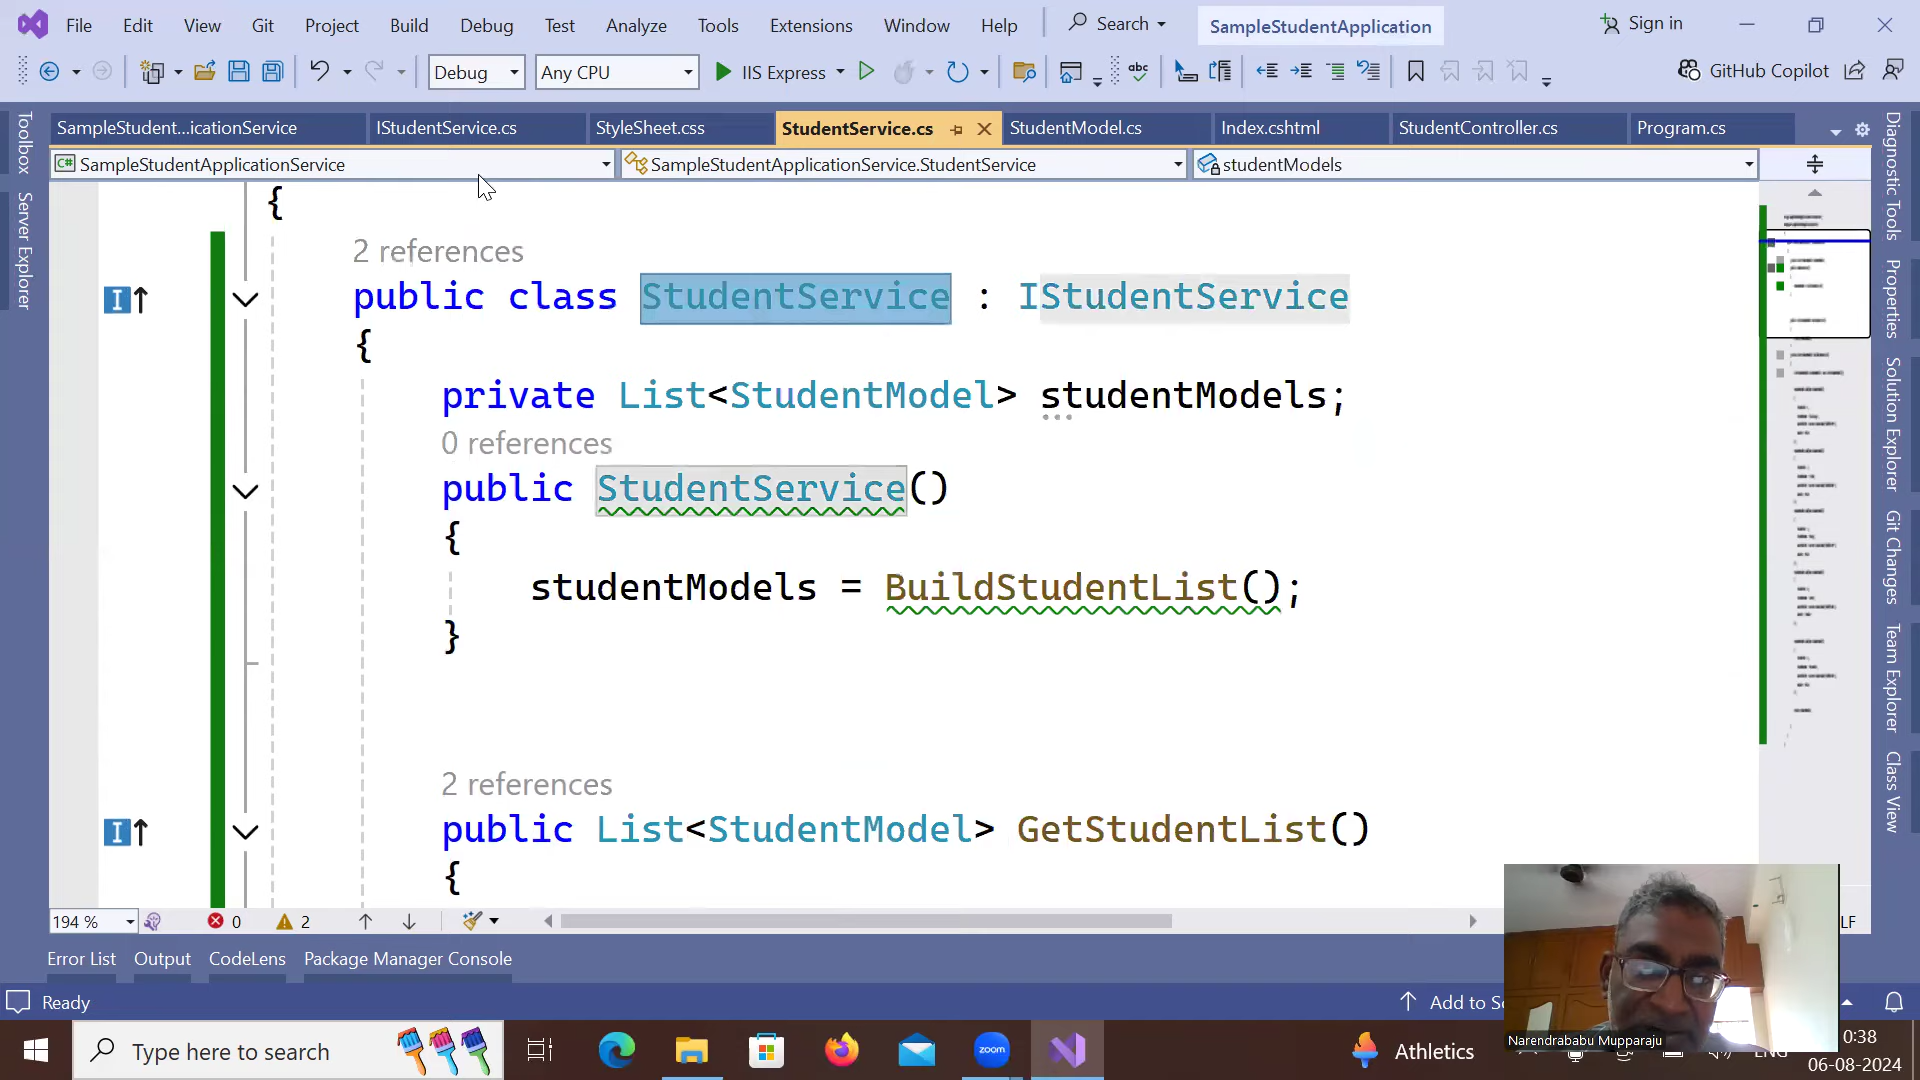 File Edit View Git Project Build Debug Test Analyze Tools Extensions Window Help Search SampleStudentApplication Sign in
Debug Any CPU IIS Express abc GitHub Copilot
SampleStudent...icationService IStudentService.cs StyleSheet.css StudentService.cs StudentModel.cs Index.cshtml StudentController.cs Program.cs
C# SampleStudentApplicationService SampleStudentApplicationService.StudentService studentModels
Toolbox
Server Explorer
{
2 references
public class StudentService : IStudentService
{
private List<StudentModel> studentModels;
0 references
public StudentService()
{
studentModels = BuildStudentList();
}
2 references
public List<StudentModel> GetStudentList()
{
Diagnostic Tools
Properties
Solution Explorer
Git Changes
Team Explorer
Class View
194 % 0 2 LF
Error List Output CodeLens Package Manager Console
Ready Add to
Narendrababu Mupparaju
Type here to search zoom Athletics ENG 0:38
06-08-2024